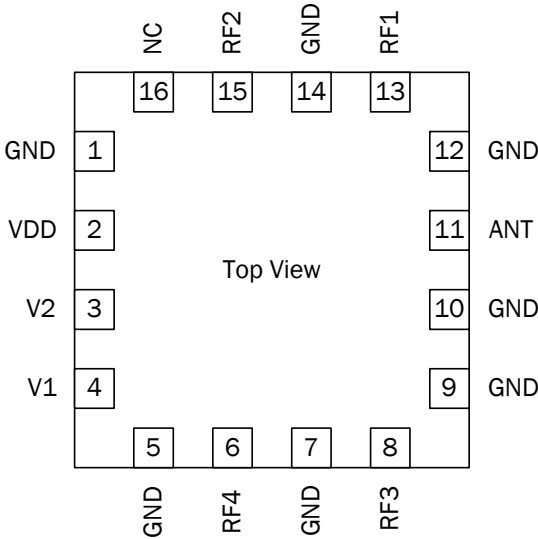 NC RF2 GND RF1
16 15 14 13
GND 1 12 GND
VDD 2 11 ANT
Top View
V2 3 10 GND
V1 4 9 GND
5 6 7 8
GND RF4 GND RF3